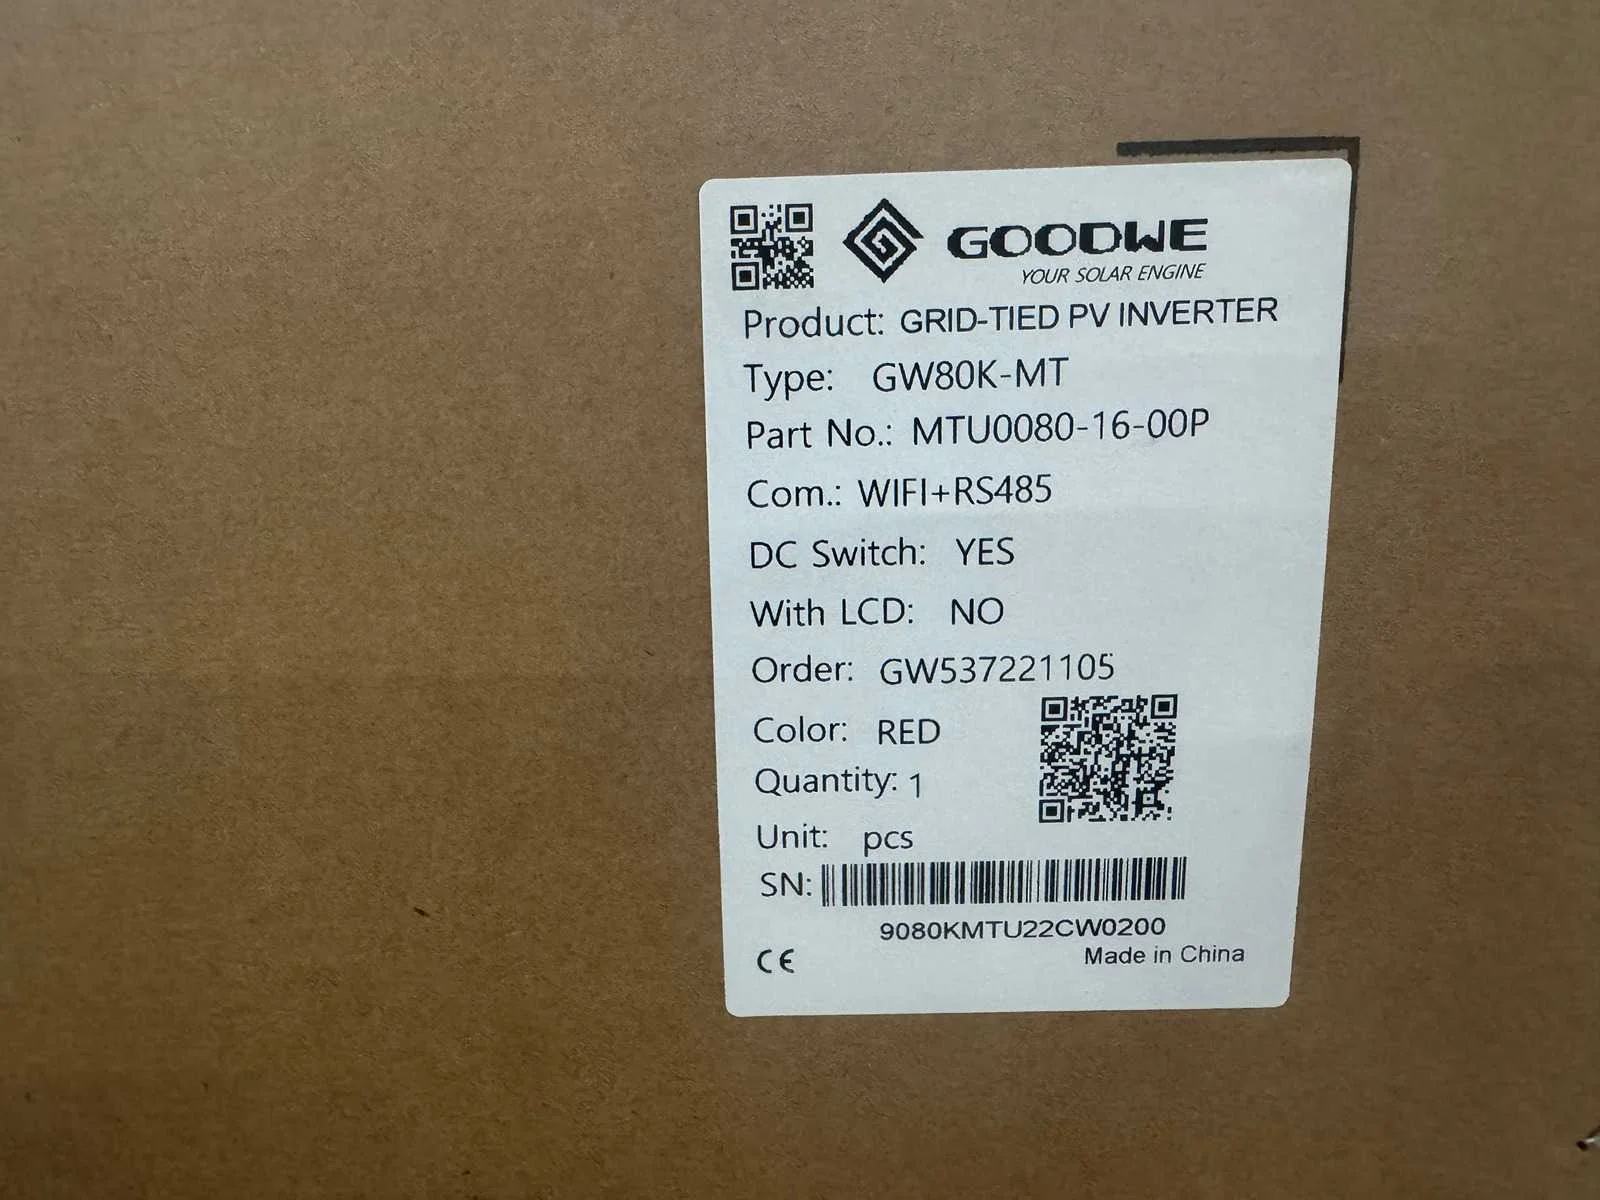 GOODWE
YOUR SOLAR ENGINE
Product: GRID-TIED PV INVERTER
Type: GW80K-MT
Part No.: MTU0080-16-00P
Com.: WIFI+RS485
DC Switch: YES
With LCD: NO
Order: GW537221105
Color: RED
Quantity: 1
Unit: pcs
SN:
9080KMTU22CW0200
CE
Made in China